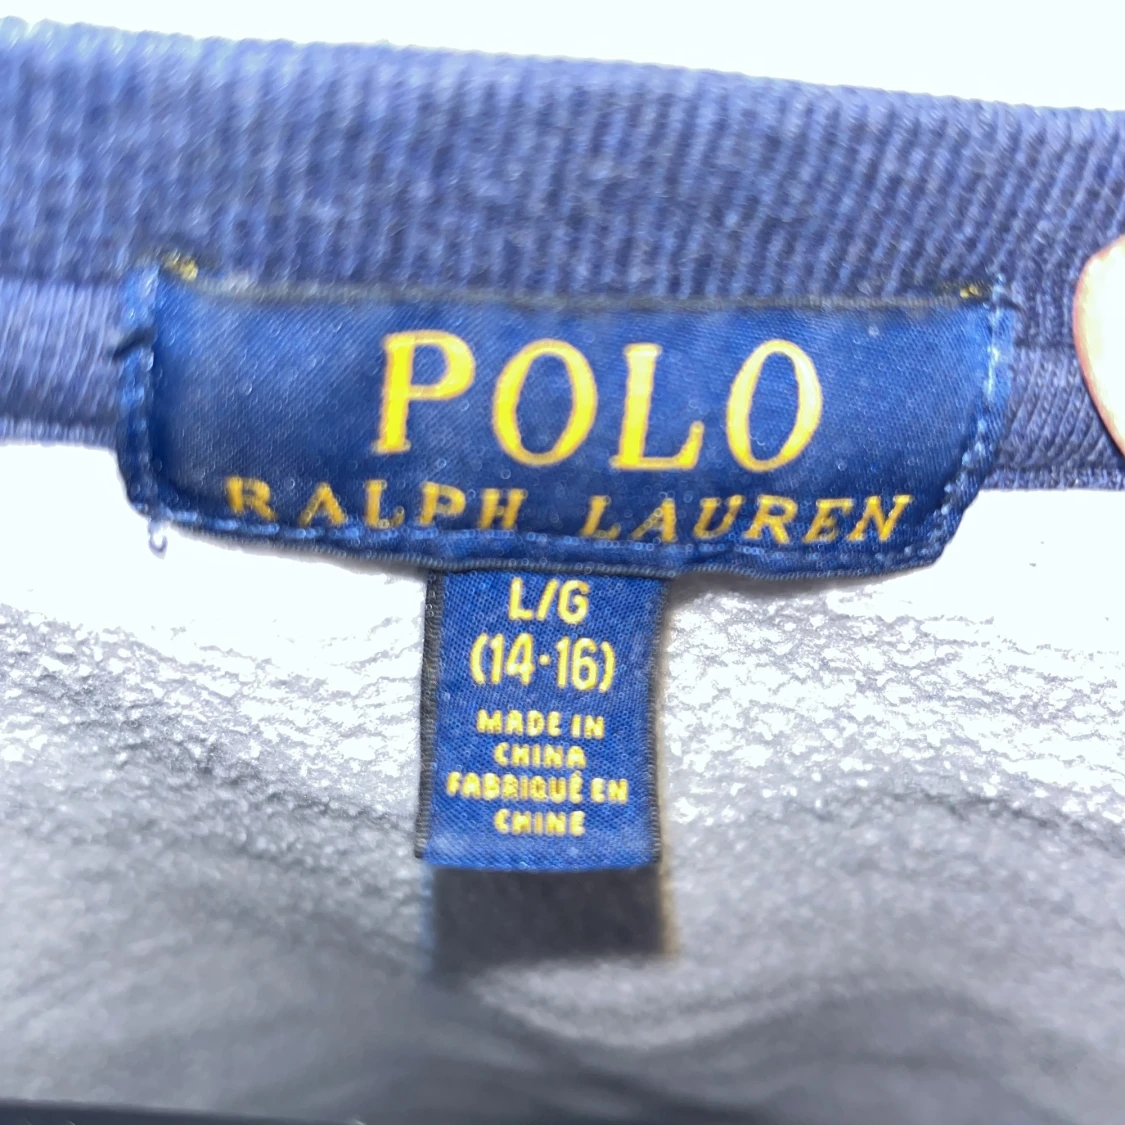 POLO
RALPH LAUREN
L/G
(14-16)
MADE IN
CHINA
FABRIQUÉ EN
CHINE